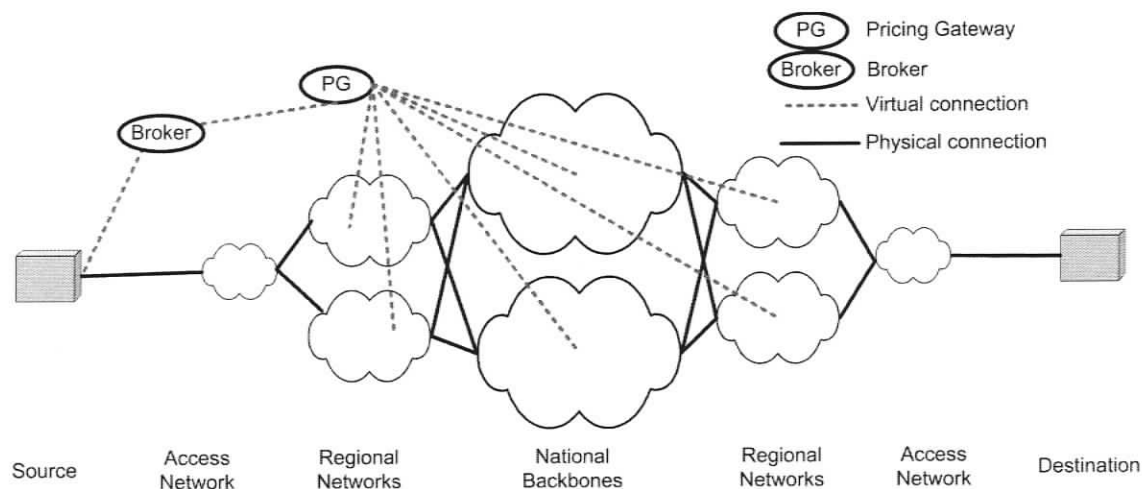 PG Pricing Gateway
Broker Broker
Virtual connection
Physical connection
PG
Broker
Source
Access
Network
Regional
Networks
National
Backbones
Regional
Networks
Access
Network
Destination